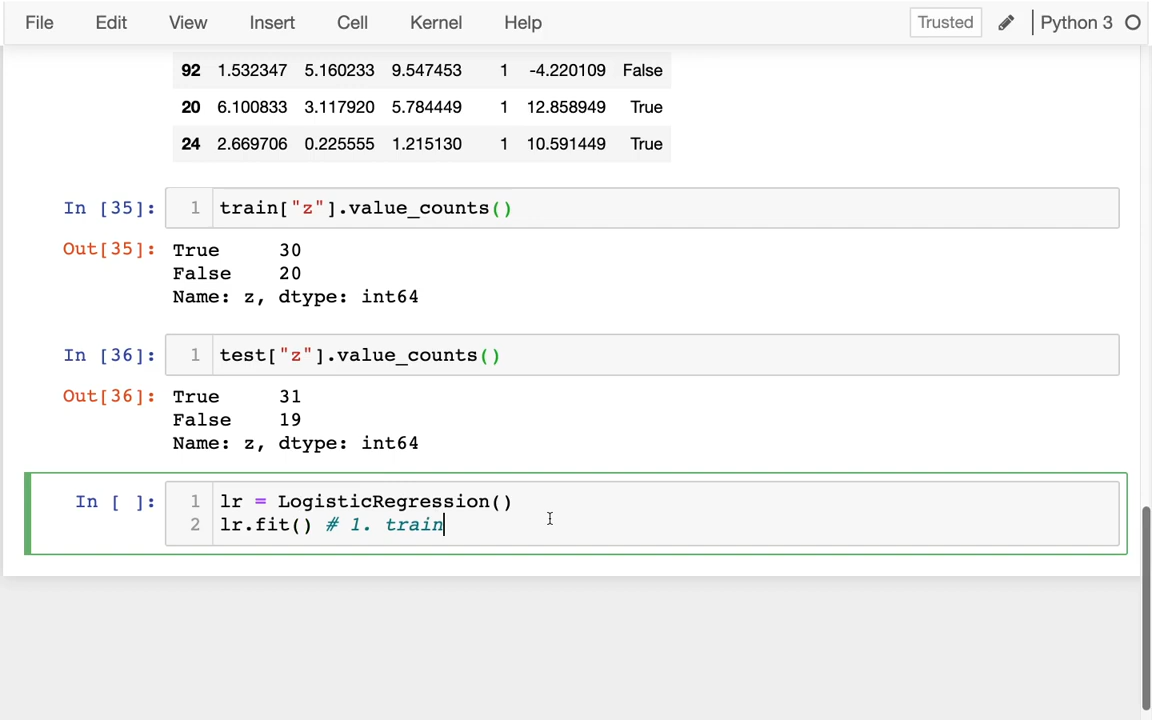 File Edit View Insert Cell Kernel Help Trusted Python 3
92 1.532347 5.160233 9.547453 1 -4.220109 False
20 6.100833 3.117920 5.784449 1 12.858949 True
24 2.669706 0.225555 1.215130 1 10.591449 True
In [35]: 1 train["z"].value_counts()
Out[35]: True 30
False 20
Name: z, dtype: int64
In [36]: 1 test["z"].value_counts()
Out[36]: True 31
False 19
Name: z, dtype: int64
In [ ]: 1 lr = LogisticRegression()
2 lr.fit() # 1. train